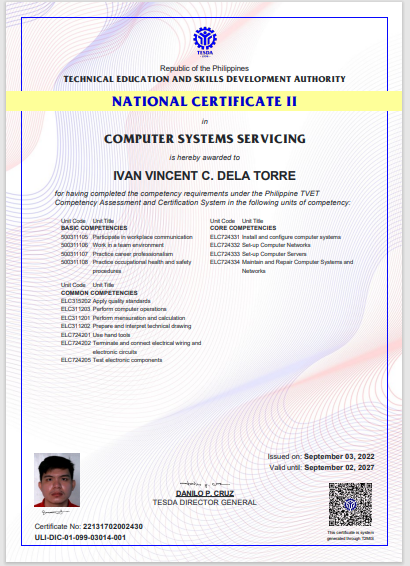 TESDA
Republic of the Philippines
TECHNICAL EDUCATION AND SKILLS DEVELOPMENT AUTHORITY
NATIONAL CERTIFICATE II
in
COMPUTER SYSTEMS SERVICING
is hereby awarded to
IVAN VINCENT C. DELA TORRE
for having completed the competency requirements under the Philippine TVET
Competency Assessment and Certification System in the following units of competency:
Unit Code Unit Title
BASIC COMPETENCIES
500311105 Participate in workplace communication
500311106 Work in a team environment
500311107 Practice career professionalism
500311108 Practice occupational health and safety
procedures
Unit Code Unit Title
COMMON COMPETENCIES
ELC315202 Apply quality standards
ELC311203 Perform computer operations
ELC311201 Perform mensuration and calculation
ELC311202 Prepare and interpret technical drawing
ELC724201 Use hand tools
ELC724202 Terminate and connect electrical wiring and
electronic circuits
ELC724205 Test electronic components
Unit Code Unit Title
CORE COMPETENCIES
ELC724331 Install and configure computer systems
ELC724332 Set-up Computer Networks
ELC724333 Set-up Computer Servers
ELC724334 Maintain and Repair Computer Systems and
Networks
Issued on: September 03, 2022
Valid until: September 02, 2027
DANILO P. CRUZ
TESDA DIRECTOR GENERAL
Certificate No: 22131702002430
ULI-DIC-01-099-03014-001
This certificate is system
generated through T2MIS